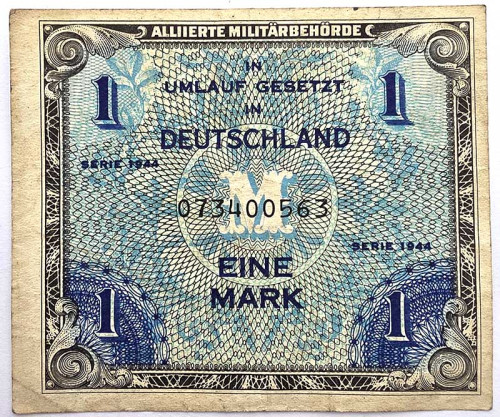 ALLIIERTE MILITÄRBEHÖRDE
1 IN 1
UMLAUF GESETZT
IN
DEUTSCHLAND
SERIE 1944
M
073400563
SERIE 1944
EINE
MARK
1 1